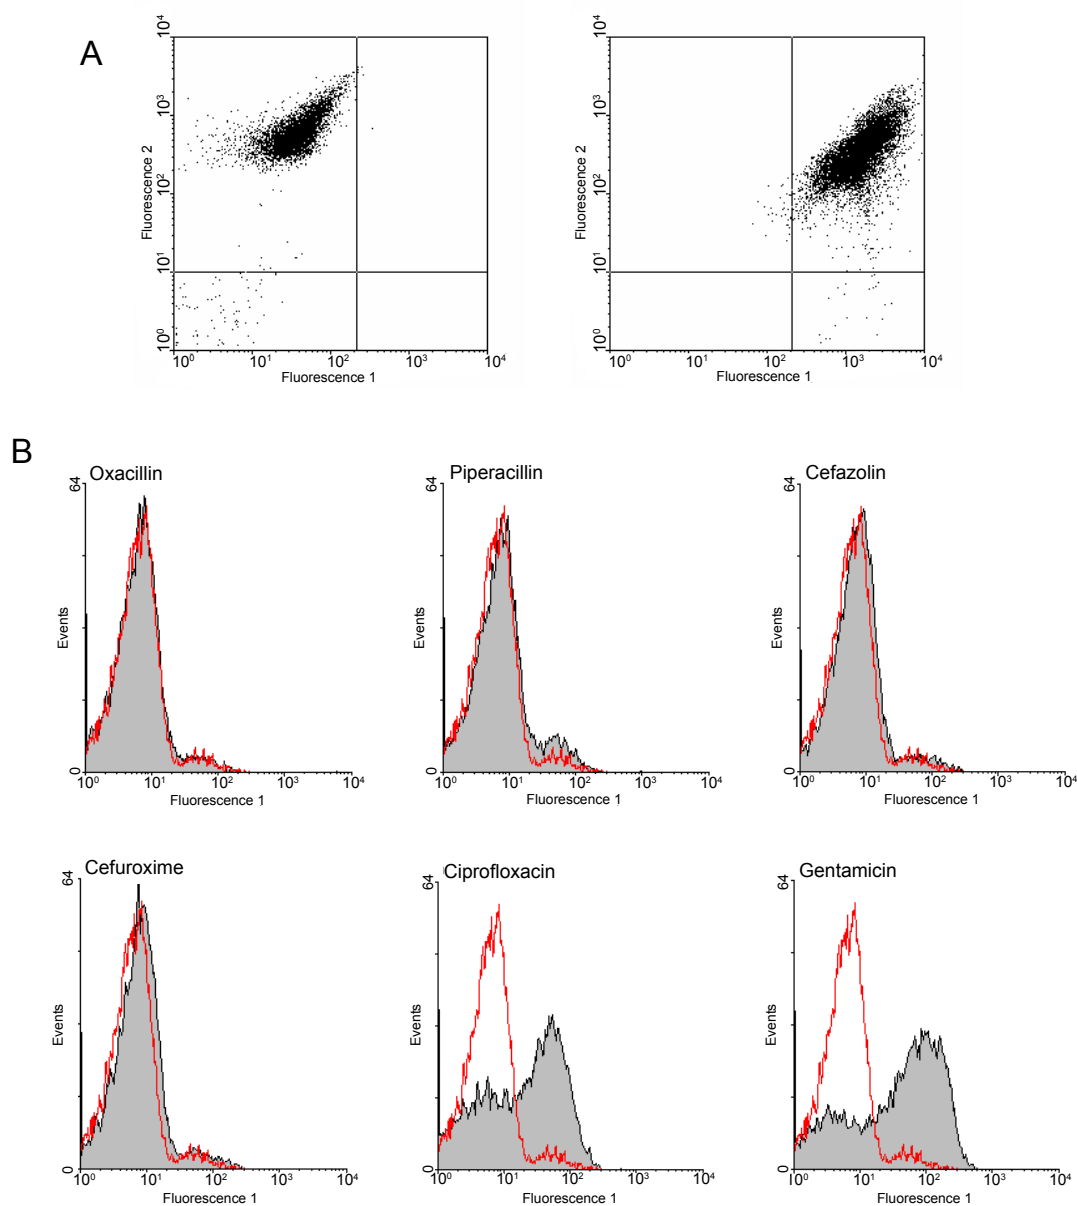 A
10⁴
10³
10²
10¹
10⁰
Fluorescence 2
10⁰ 10¹ 10² 10³ 10⁴
Fluorescence 1
10⁴
10³
10²
10¹
10⁰
Fluorescence 2
10⁰ 10¹ 10² 10³ 10⁴
Fluorescence 1
B
Oxacillin
64
Events
0
10⁰ 10¹ 10² 10³ 10⁴
Fluorescence 1
Piperacillin
64
Events
0
10⁰ 10¹ 10² 10³ 10⁴
Fluorescence 1
Cefazolin
64
Events
0
10⁰ 10¹ 10² 10³ 10⁴
Fluorescence 1
Cefuroxime
64
Events
0
10⁰ 10¹ 10² 10³ 10⁴
Fluorescence 1
Ciprofloxacin
64
Events
0
10⁰ 10¹ 10² 10³ 10⁴
Fluorescence 1
Gentamicin
64
Events
0
10⁰ 10¹ 10² 10³ 10⁴
Fluorescence 1